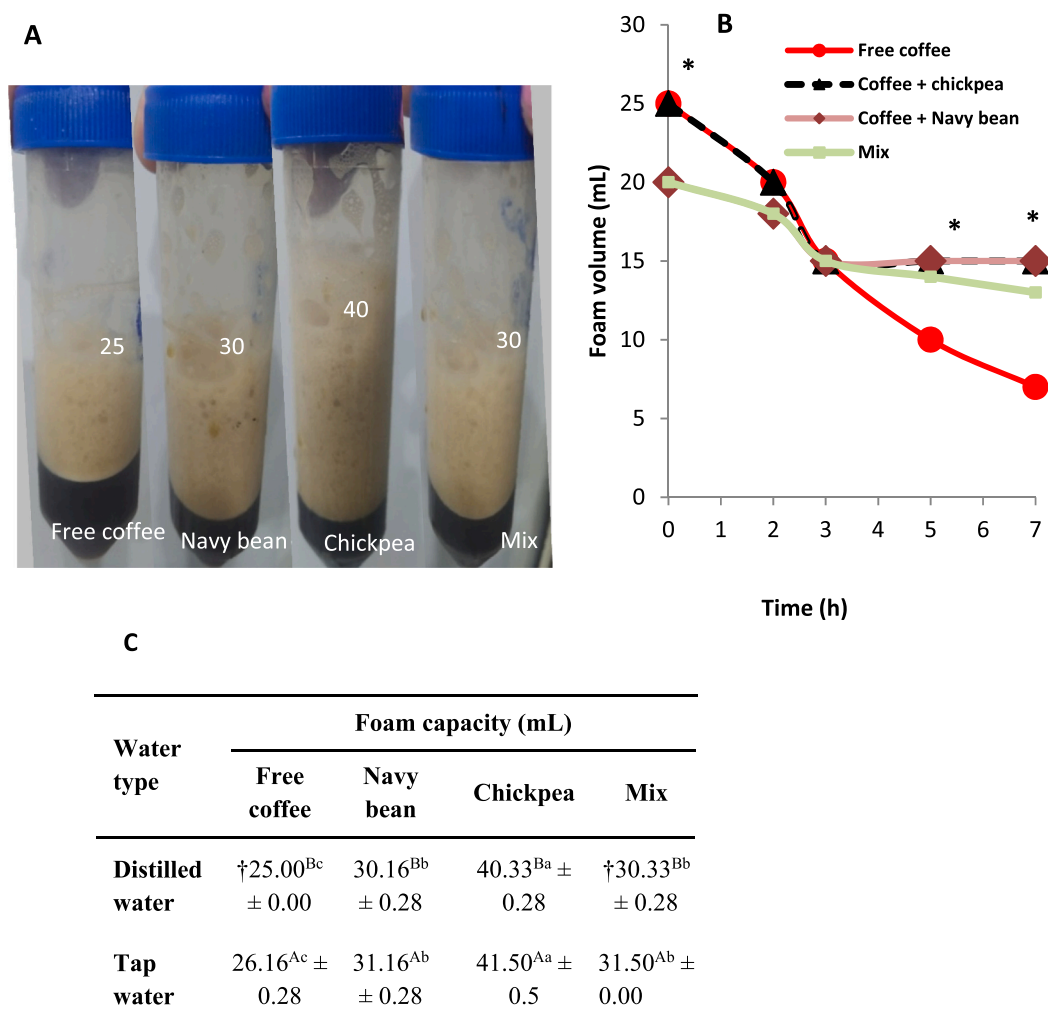 A
25
30
40
30
Free coffee
Navy bean
Chickpea
Mix
B
Free coffee
Coffee + chickpea
Coffee + Navy bean
Mix
*
*
*
Foam volume (mL)
30
25
20
15
10
5
0
0 1 2 3 4 5 6 7
Time (h)
C
Water type
Foam capacity (mL)
Free coffee
Navy bean
Chickpea
Mix
Distilled water
†25.00ᴮᶜ ± 0.00
30.16ᴮᵇ ± 0.28
40.33ᴮᵃ ± 0.28
†30.33ᴮᵇ ± 0.28
Tap water
26.16ᴬᶜ ± 0.28
31.16ᴬᵇ ± 0.28
41.50ᴬᵃ ± 0.5
31.50ᴬᵇ ± 0.00